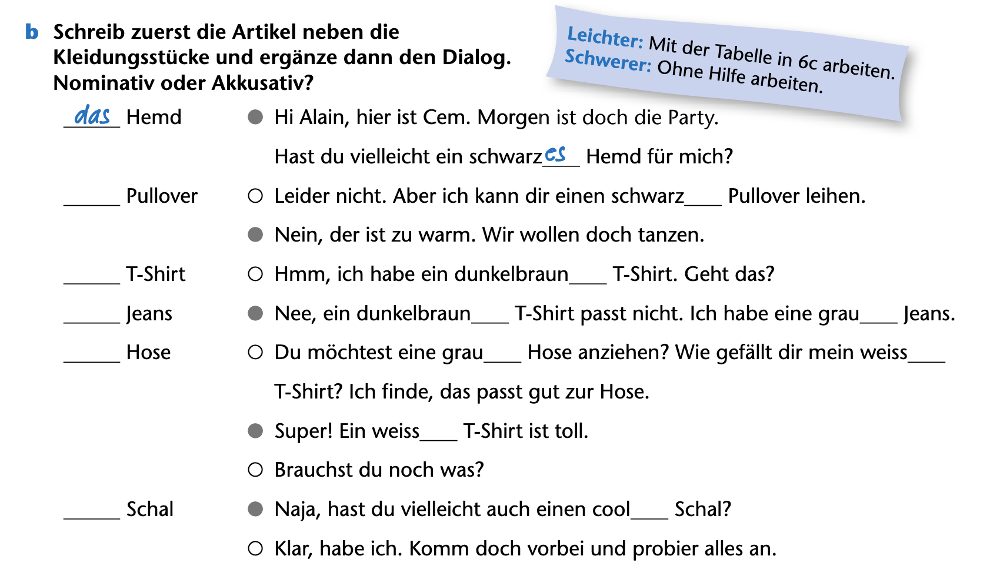 b Schreib zuerst die Artikel neben die
Kleidungsstücke und ergänze dann den Dialog.
Nominativ oder Akkusativ?
Leichter: Mit der Tabelle in 6c arbeiten.
Schwerer: Ohne Hilfe arbeiten.
das Hemd ● Hi Alain, hier ist Cem. Morgen ist doch die Party.
Hast du vielleicht ein schwarzes Hemd für mich?
_____ Pullover ○ Leider nicht. Aber ich kann dir einen schwarz___ Pullover leihen.
● Nein, der ist zu warm. Wir wollen doch tanzen.
_____ T-Shirt ○ Hmm, ich habe ein dunkelbraun___ T-Shirt. Geht das?
_____ Jeans ● Nee, ein dunkelbraun___ T-Shirt passt nicht. Ich habe eine grau___ Jeans.
_____ Hose ○ Du möchtest eine grau___ Hose anziehen? Wie gefällt dir mein weiss___
T-Shirt? Ich finde, das passt gut zur Hose.
● Super! Ein weiss___ T-Shirt ist toll.
○ Brauchst du noch was?
_____ Schal ● Naja, hast du vielleicht auch einen cool___ Schal?
○ Klar, habe ich. Komm doch vorbei und probier alles an.